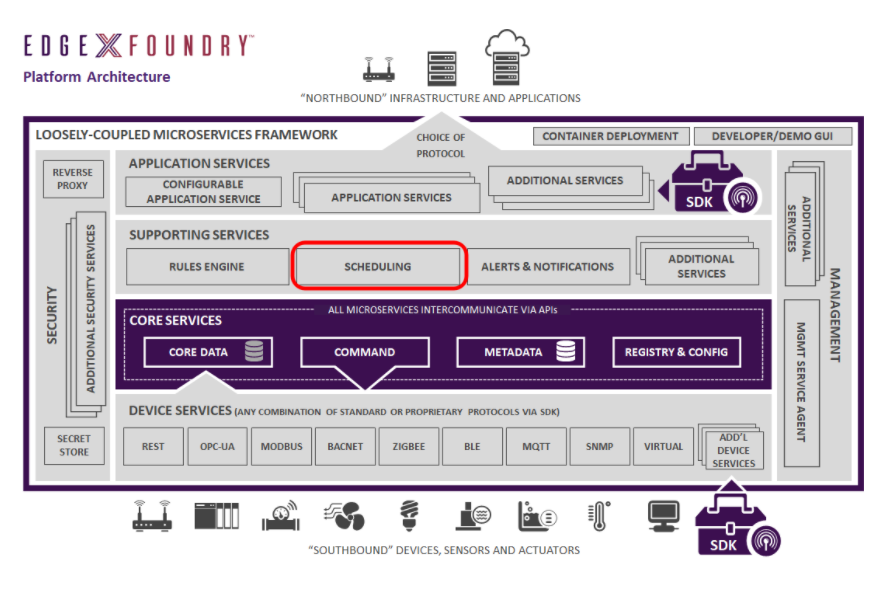 EDGE X FOUNDRY™
Platform Architecture
"NORTHBOUND" INFRASTRUCTURE AND APPLICATIONS
LOOSELY-COUPLED MICROSERVICES FRAMEWORK
CHOICE OF
PROTOCOL
CONTAINER DEPLOYMENT
DEVELOPER/DEMO GUI
REVERSE
PROXY
APPLICATION SERVICES
CONFIGURABLE
APPLICATION SERVICE
APPLICATION SERVICES
ADDITIONAL SERVICES
SDK
ADDITIONAL
SERVICES
SUPPORTING SERVICES
RULES ENGINE
SCHEDULING
ALERTS & NOTIFICATIONS
ADDITIONAL
SERVICES
SECURITY
ADDITIONAL SECURITY SERVICES
MANAGEMENT
MGMT SERVICE AGENT
ALL MICROSERVICES INTERCOMMUNICATE VIA APIs
CORE SERVICES
CORE DATA
COMMAND
METADATA
REGISTRY & CONFIG
DEVICE SERVICES (ANY COMBINATION OF STANDARD OR PROPRIETARY PROTOCOLS VIA SDK)
SECRET
STORE
REST
OPC-UA
MODBUS
BACNET
ZIGBEE
BLE
MQTT
SNMP
VIRTUAL
ADD'L
DEVICE
SERVICES
SDK
"SOUTHBOUND" DEVICES, SENSORS AND ACTUATORS